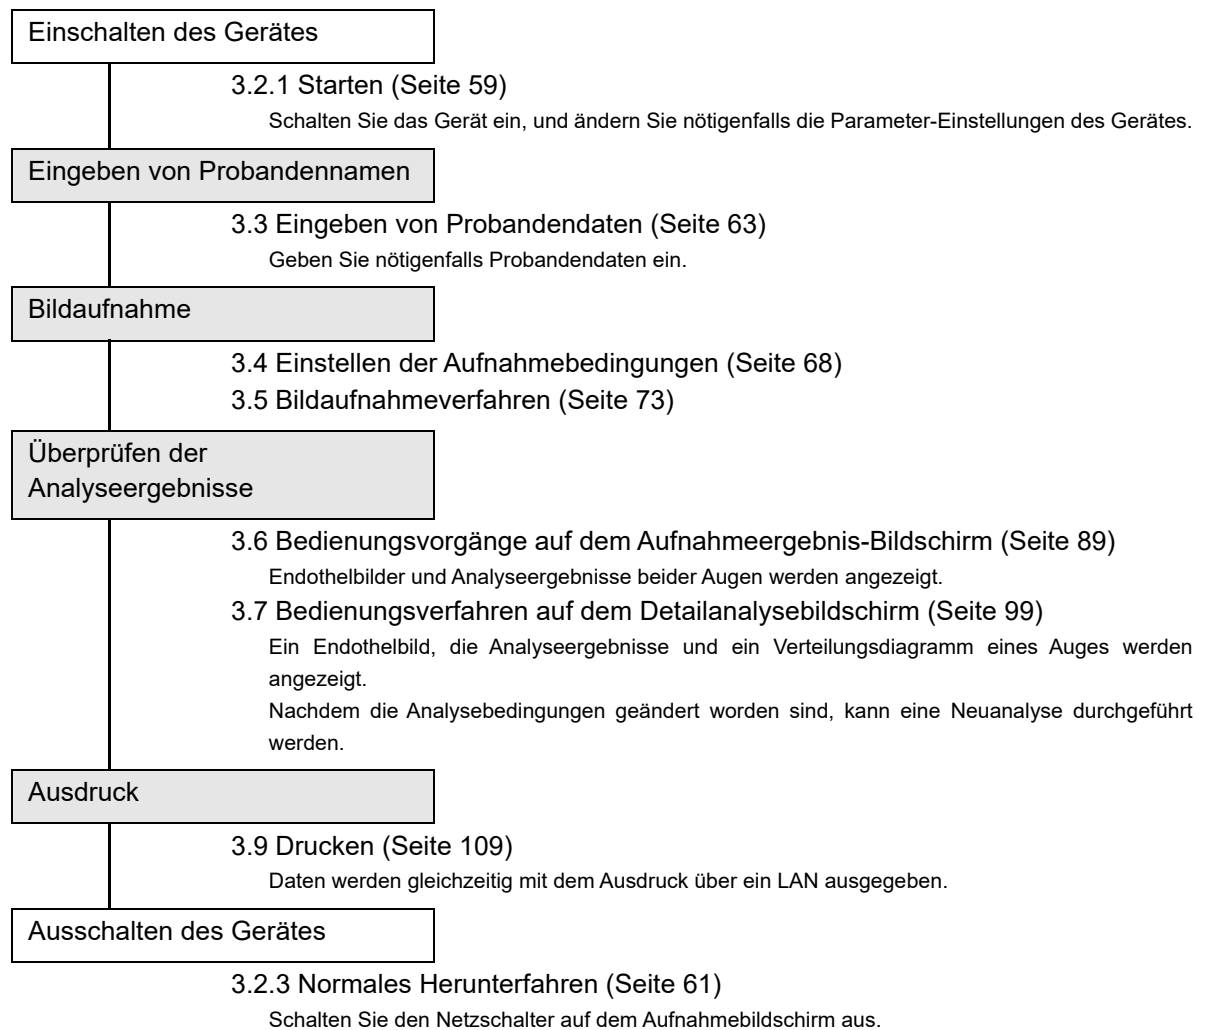 Einschalten des Gerätes
3.2.1 Starten (Seite 59)
Schalten Sie das Gerät ein, und ändern Sie nötigenfalls die Parameter-Einstellungen des Gerätes.
Eingeben von Probandennamen
3.3 Eingeben von Probandendaten (Seite 63)
Geben Sie nötigenfalls Probandendaten ein.
Bildaufnahme
3.4 Einstellen der Aufnahmebedingungen (Seite 68)
3.5 Bildaufnahmeverfahren (Seite 73)
Überprüfen der
Analyseergebnisse
3.6 Bedienungsvorgänge auf dem Aufnahmeergebnis-Bildschirm (Seite 89)
Endothelbilder und Analyseergebnisse beider Augen werden angezeigt.
3.7 Bedienungsverfahren auf dem Detailanalysebildschirm (Seite 99)
Ein Endothelbild, die Analyseergebnisse und ein Verteilungsdiagramm eines Auges werden
angezeigt.
Nachdem die Analysebedingungen geändert worden sind, kann eine Neuanalyse durchgeführt
werden.
Ausdruck
3.9 Drucken (Seite 109)
Daten werden gleichzeitig mit dem Ausdruck über ein LAN ausgegeben.
Ausschalten des Gerätes
3.2.3 Normales Herunterfahren (Seite 61)
Schalten Sie den Netzschalter auf dem Aufnahmebildschirm aus.